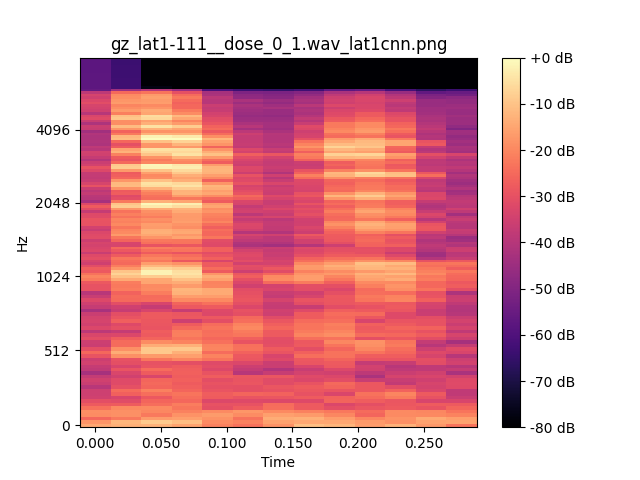 gz_lat1-111__dose_0_1.wav_lat1cnn.png
Hz
4096
2048
1024
512
0
0.000 0.050 0.100 0.150 0.200 0.250
Time
+0 dB
-10 dB
-20 dB
-30 dB
-40 dB
-50 dB
-60 dB
-70 dB
-80 dB